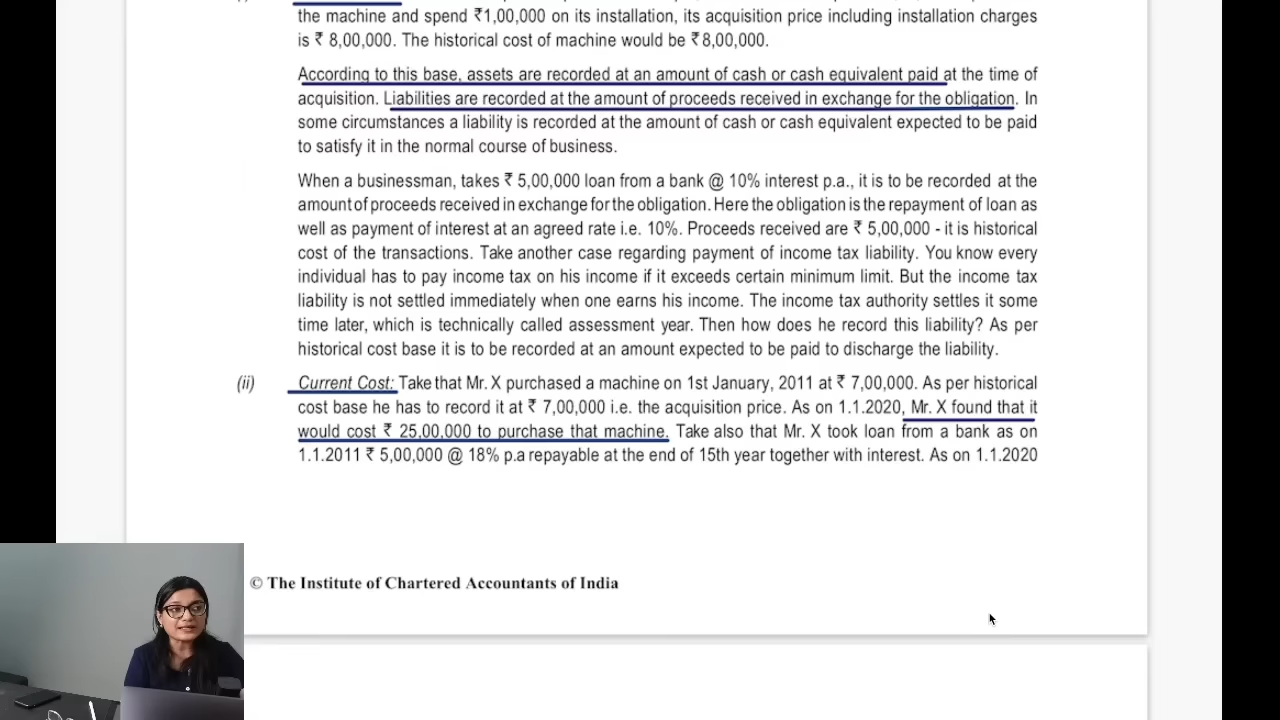 the machine and spend ₹1,00,000 on its installation, its acquisition price including installation charges
is ₹ 8,00,000. The historical cost of machine would be ₹8,00,000.
According to this base, assets are recorded at an amount of cash or cash equivalent paid at the time of
acquisition. Liabilities are recorded at the amount of proceeds received in exchange for the obligation. In
some circumstances a liability is recorded at the amount of cash or cash equivalent expected to be paid
to satisfy it in the normal course of business.
When a businessman, takes ₹ 5,00,000 loan from a bank @ 10% interest p.a., it is to be recorded at the
amount of proceeds received in exchange for the obligation. Here the obligation is the repayment of loan as
well as payment of interest at an agreed rate i.e. 10%. Proceeds received are ₹ 5,00,000 - it is historical
cost of the transactions. Take another case regarding payment of income tax liability. You know every
individual has to pay income tax on his income if it exceeds certain minimum limit. But the income tax
liability is not settled immediately when one earns his income. The income tax authority settles it some
time later, which is technically called assessment year. Then how does he record this liability? As per
historical cost base it is to be recorded at an amount expected to be paid to discharge the liability.
(ii) Current Cost: Take that Mr. X purchased a machine on 1st January, 2011 at ₹ 7,00,000. As per historical
cost base he has to record it at ₹ 7,00,000 i.e. the acquisition price. As on 1.1.2020, Mr. X found that it
would cost ₹ 25,00,000 to purchase that machine. Take also that Mr. X took loan from a bank as on
1.1.2011 ₹ 5,00,000 @ 18% p.a repayable at the end of 15th year together with interest. As on 1.1.2020
© The Institute of Chartered Accountants of India